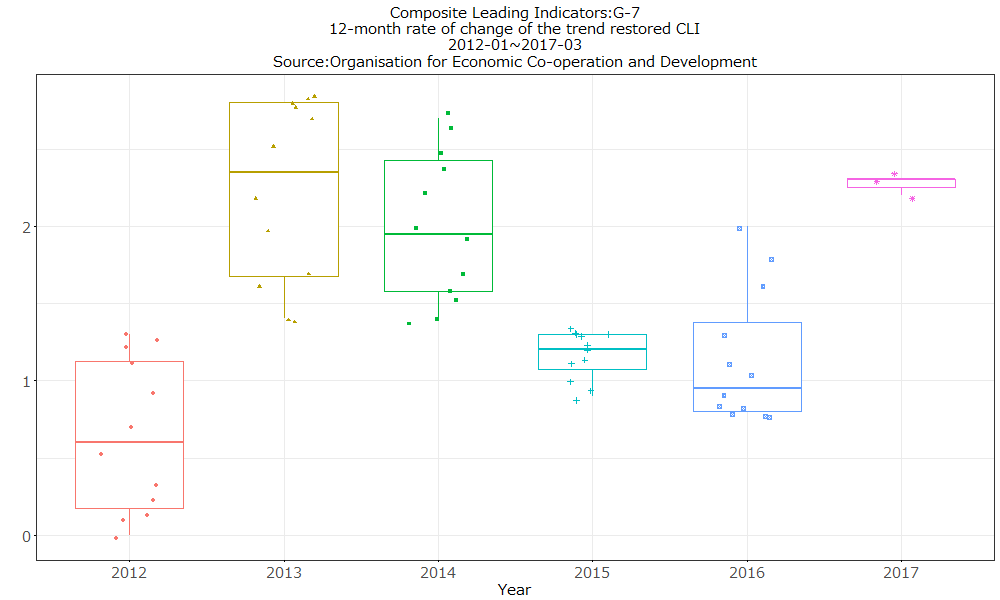 Composite Leading Indicators:G-7
12-month rate of change of the trend restored CLI
2012-01~2017-03
Source:Organisation for Economic Co-operation and Development
2
1
0
2012 2013 2014 2015 2016 2017
Year